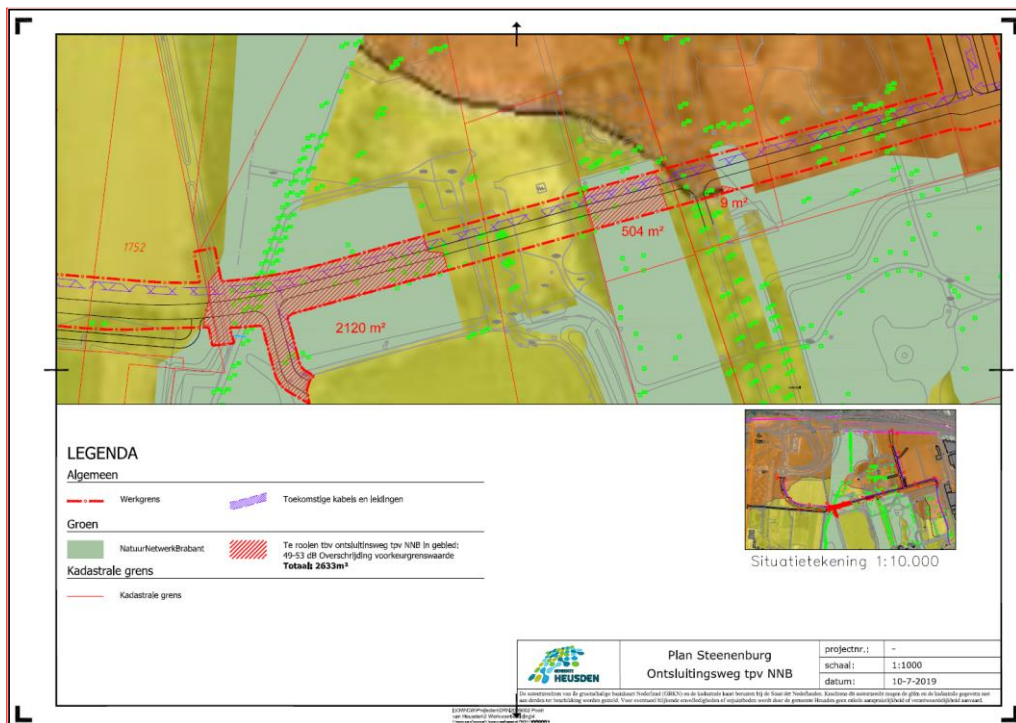 1752
2120 m²
504 m²
9 m²
LEGENDA
Algemeen
Werkgrens
Toekomstige kabels en leidingen
Groen
NatuurNetwerkBrabant
Te rooien tbv ontsluitingsweg tpv NNB in gebied:
49-53 dB Overschrijding voorkeurgrenswaarde
Totaal: 2633m²
Kadastrale grens
Kadastrale grens
Situatietekening 1:10.000
GEMEENTE
HEUSDEN
Plan Steenenburg
Ontsluitingsweg tpv NNB
projectnr.: -
schaal: 1:1000
datum: 10-7-2019